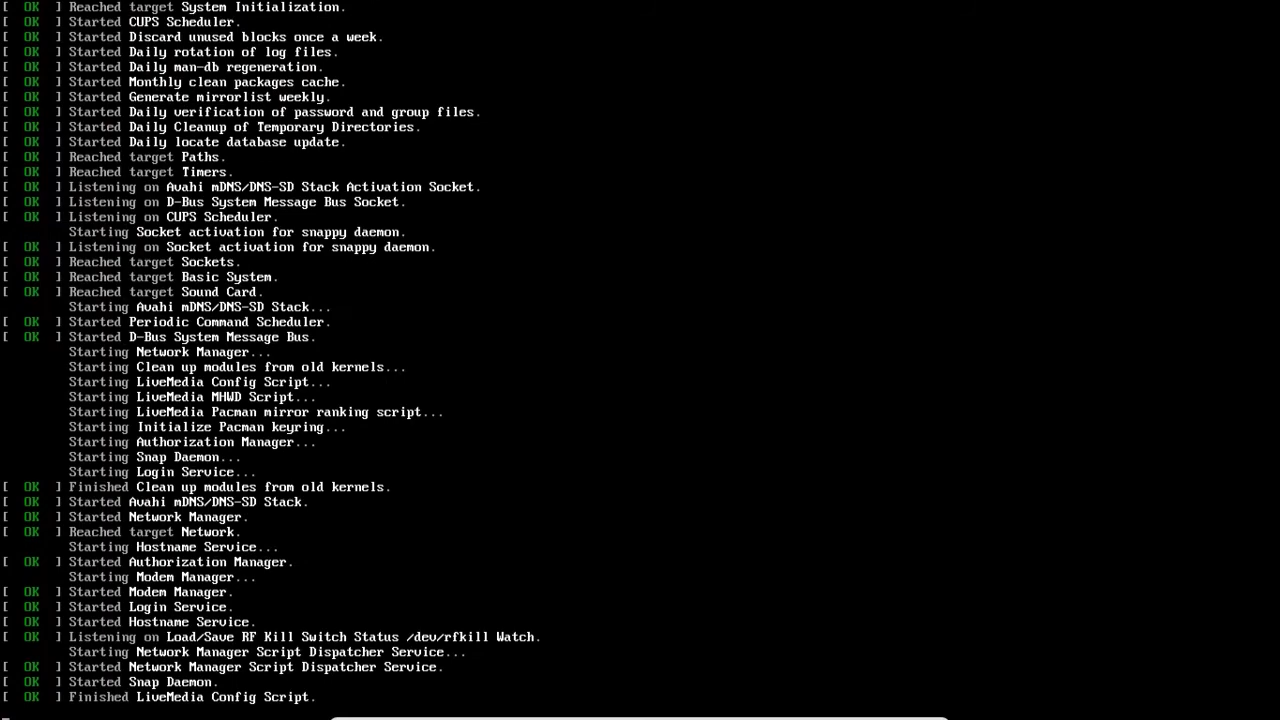 [  OK  ] Reached target System Initialization.
[  OK  ] Started CUPS Scheduler.
[  OK  ] Started Discard unused blocks once a week.
[  OK  ] Started Daily rotation of log files.
[  OK  ] Started Daily man-db regeneration.
[  OK  ] Started Monthly clean packages cache.
[  OK  ] Started Generate mirrorlist weekly.
[  OK  ] Started Daily verification of password and group files.
[  OK  ] Started Daily Cleanup of Temporary Directories.
[  OK  ] Started Daily locate database update.
[  OK  ] Reached target Paths.
[  OK  ] Reached target Timers.
[  OK  ] Listening on Avahi mDNS/DNS-SD Stack Activation Socket.
[  OK  ] Listening on D-Bus System Message Bus Socket.
[  OK  ] Listening on CUPS Scheduler.
         Starting Socket activation for snappy daemon.
[  OK  ] Listening on Socket activation for snappy daemon.
[  OK  ] Reached target Sockets.
[  OK  ] Reached target Basic System.
[  OK  ] Reached target Sound Card.
         Starting Avahi mDNS/DNS-SD Stack...
[  OK  ] Started Periodic Command Scheduler.
[  OK  ] Started D-Bus System Message Bus.
         Starting Network Manager...
         Starting Clean up modules from old kernels...
         Starting LiveMedia Config Script...
         Starting LiveMedia MHWD Script...
         Starting LiveMedia Pacman mirror ranking script...
         Starting Initialize Pacman keyring...
         Starting Authorization Manager...
         Starting Snap Daemon...
         Starting Login Service...
[  OK  ] Finished Clean up modules from old kernels.
[  OK  ] Started Avahi mDNS/DNS-SD Stack.
[  OK  ] Started Network Manager.
[  OK  ] Reached target Network.
         Starting Hostname Service...
[  OK  ] Started Authorization Manager.
         Starting Modem Manager...
[  OK  ] Started Modem Manager.
[  OK  ] Started Login Service.
[  OK  ] Started Hostname Service.
[  OK  ] Listening on Load/Save RF Kill Switch Status /dev/rfkill Watch.
         Starting Network Manager Script Dispatcher Service...
[  OK  ] Started Network Manager Script Dispatcher Service.
[  OK  ] Started Snap Daemon.
[  OK  ] Finished LiveMedia Config Script.